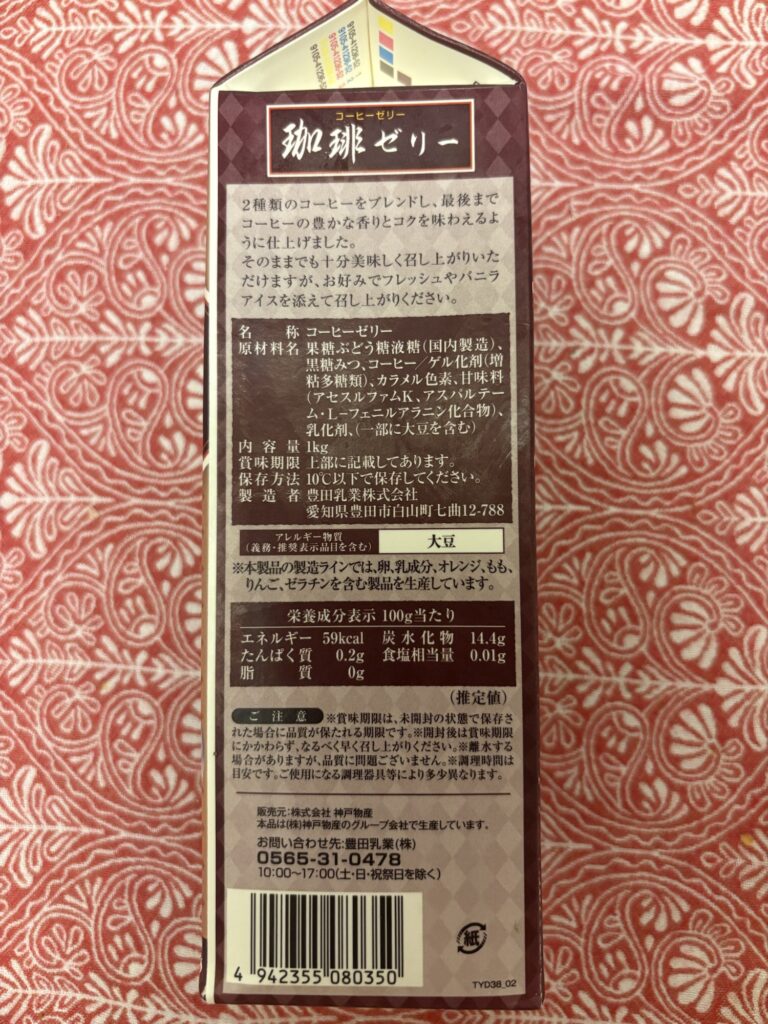 9105-41236-52
9105-41236-52
9105-41236-52
9105-41236-52
コーヒーゼリー
珈琲ゼリー
2種類のコーヒーをブレンドし、最後まで
コーヒーの豊かな香りとコクを味わえるよ
うに仕上げました。
そのままでも十分美味しく召し上がりいた
だけますが、お好みでフレッシュやバニラ
アイスを添えて召し上がりください。
名称 コーヒーゼリー
原材料名 果糖ぶどう糖液糖(国内製造)、
黒糖みつ、コーヒー/ゲル化剤(増
粘多糖類)、カラメル色素、甘味料
(アセスルファムK、アスパルテー
ム・L-フェニルアラニン化合物)、
乳化剤、(一部に大豆を含む)
内容量 1kg
賞味期限 上部に記載してあります。
保存方法 10℃以下で保存してください。
製造者 豊田乳業株式会社
愛知県豊田市白山町七曲12-788
アレルギー物質
(義務・推奨表示品目を含む)
大豆
※本製品の製造ラインでは、卵、乳成分、オレンジ、もも、
りんご、ゼラチンを含む製品を生産しています。
栄養成分表示 100g当たり
エネルギー 59kcal 炭水化物 14.4g
たんぱく質 0.2g 食塩相当量 0.01g
脂質 0g
(推定値)
ご注意 ※賞味期限は、未開封の状態で保存さ
れた場合に品質が保たれる期限です。※開封後は賞味期限
にかかわらず、なるべく早く召し上がりください。※離水する
場合がありますが、品質に問題ございません。※調理時間は
目安です。ご使用になる調理器具等により多少異なります。
販売元:株式会社 神戸物産
本品は(株)神戸物産のグループ会社で生産しています。
お問い合わせ先:豊田乳業(株)
0565-31-0478
10:00~17:00(土・日・祝祭日を除く)
4 942355 080350
紙
TYD38_02